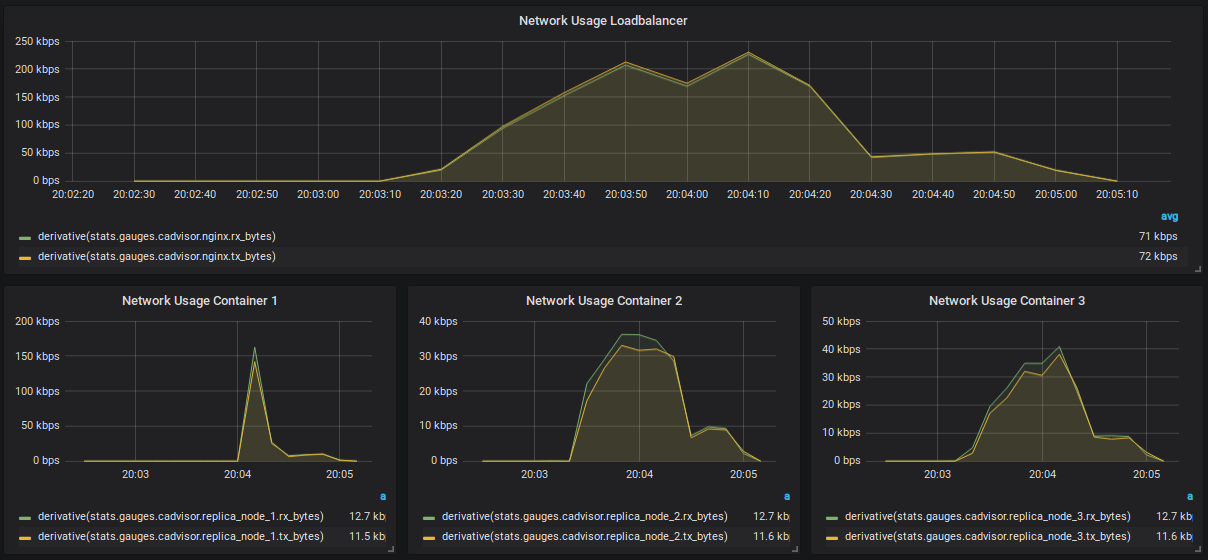 Network Usage Loadbalancer
250 kbps
200 kbps
150 kbps
100 kbps
50 kbps
0 bps
20:02:20 20:02:30 20:02:40 20:02:50 20:03:00 20:03:10 20:03:20 20:03:30 20:03:40 20:03:50 20:04:00 20:04:10 20:04:20 20:04:30 20:04:40 20:04:50 20:05:00 20:05:10
avg
derivative(stats.gauges.cadvisor.nginx.rx_bytes) 71 kbps
derivative(stats.gauges.cadvisor.nginx.tx_bytes) 72 kbps
Network Usage Container 1
200 kbps
150 kbps
100 kbps
50 kbps
0 bps
20:03 20:04 20:05
a
derivative(stats.gauges.cadvisor.replica_node_1.rx_bytes) 12.7 kb
derivative(stats.gauges.cadvisor.replica_node_1.tx_bytes) 11.5 kb
Network Usage Container 2
40 kbps
30 kbps
20 kbps
10 kbps
0 bps
20:03 20:04 20:05
a
derivative(stats.gauges.cadvisor.replica_node_2.rx_bytes) 12.7 kb
derivative(stats.gauges.cadvisor.replica_node_2.tx_bytes) 11.6 kb
Network Usage Container 3
50 kbps
40 kbps
30 kbps
20 kbps
10 kbps
0 bps
20:03 20:04 20:05
a
derivative(stats.gauges.cadvisor.replica_node_3.rx_bytes) 12.7 kb
derivative(stats.gauges.cadvisor.replica_node_3.tx_bytes) 11.6 kb